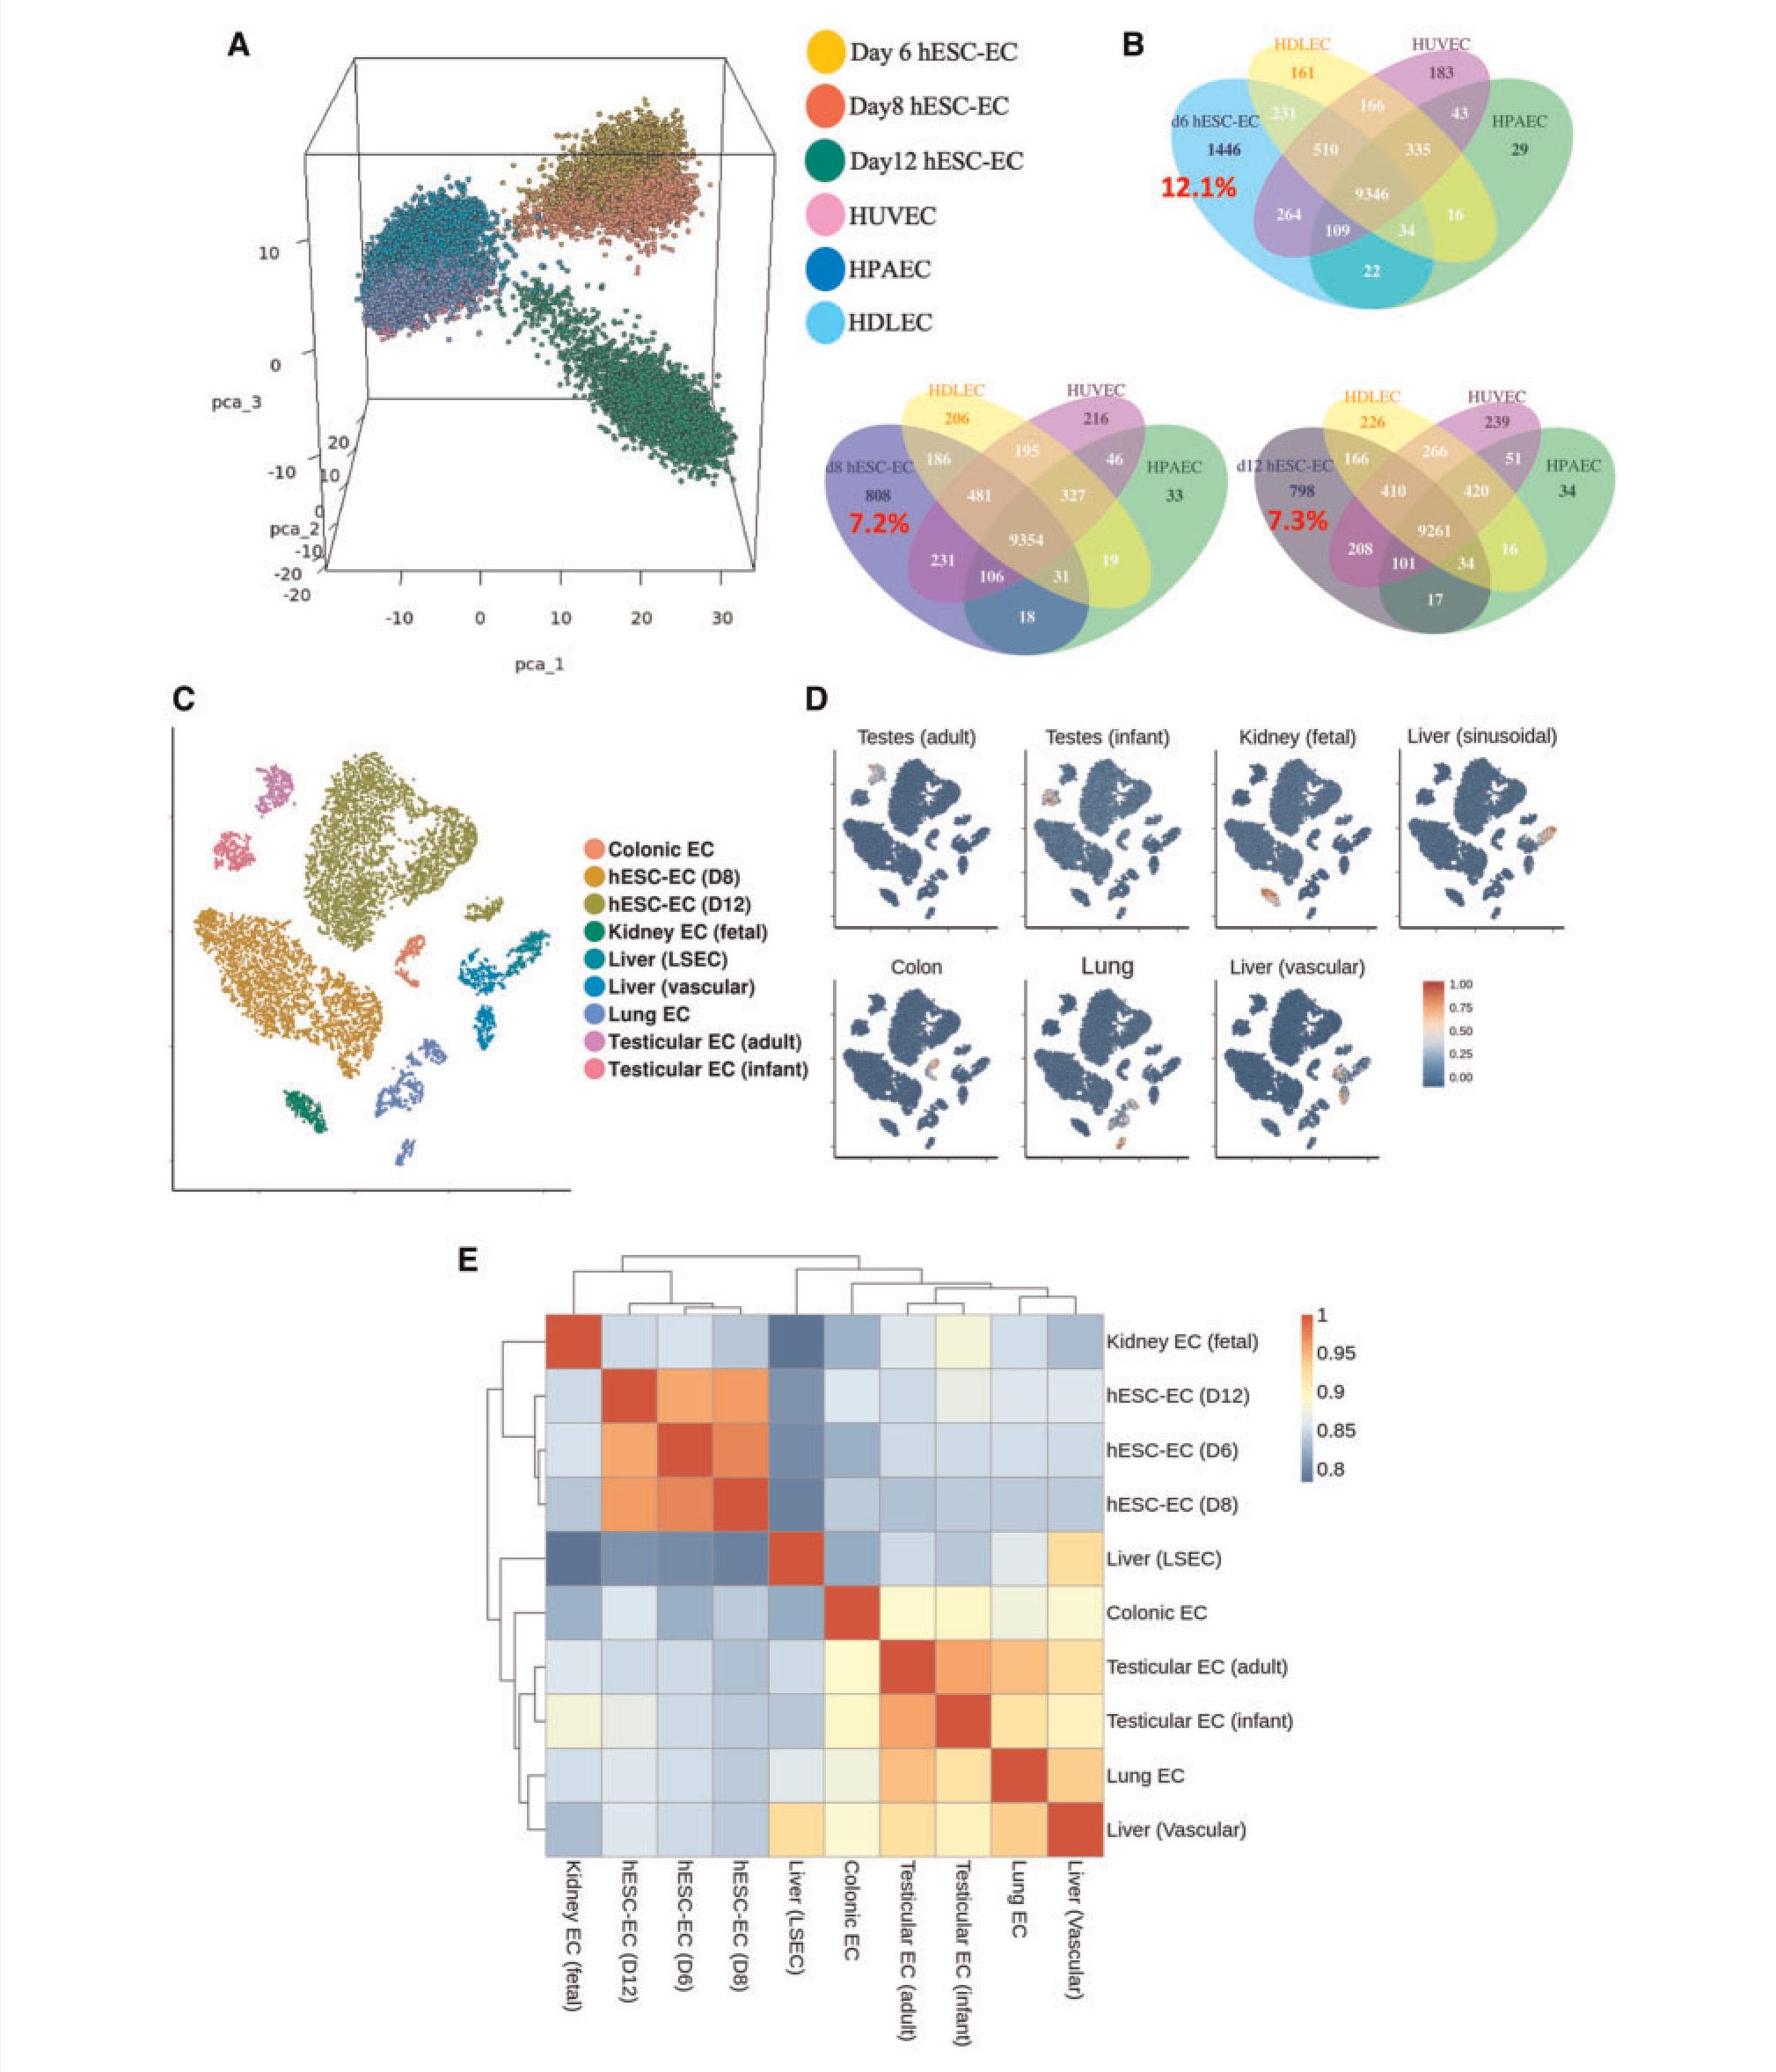 A
Day 6 hESC-EC
Day8 hESC-EC
Day12 hESC-EC
HUVEC
HPAEC
HDLEC
10
0
pca_3
-10
20
10
0
pca_2
-10
-20
-20
-10
0
10
20
30
pca_1
B
HDLEC
HUVEC
161
183
231
166
43
d6 hESC-EC
HPAEC
1446
510
335
29
12.1%
9346
264
16
109
34
22
HDLEC
HUVEC
206
216
186
195
46
d8 hESC-EC
HPAEC
808
481
327
33
7.2%
9354
231
19
106
31
18
HDLEC
HUVEC
226
239
166
266
51
d12 hESC-EC
HPAEC
798
410
420
34
7.3%
9261
208
16
101
34
17
C
Colonic EC
hESC-EC (D8)
hESC-EC (D12)
Kidney EC (fetal)
Liver (LSEC)
Liver (vascular)
Lung EC
Testicular EC (adult)
Testicular EC (infant)
D
Testes (adult)
Testes (infant)
Kidney (fetal)
Liver (sinusoidal)
Colon
Lung
Liver (vascular)
1.00
0.75
0.50
0.25
0.00
E
1
0.95
0.9
0.85
0.8
Kidney EC (fetal)
hESC-EC (D12)
hESC-EC (D6)
hESC-EC (D8)
Liver (LSEC)
Colonic EC
Testicular EC (adult)
Testicular EC (infant)
Lung EC
Liver (Vascular)
Kidney EC (fetal)
hESC-EC (D12)
hESC-EC (D6)
hESC-EC (D8)
Liver (LSEC)
Colonic EC
Testicular EC (adult)
Testicular EC (infant)
Lung EC
Liver (Vascular)